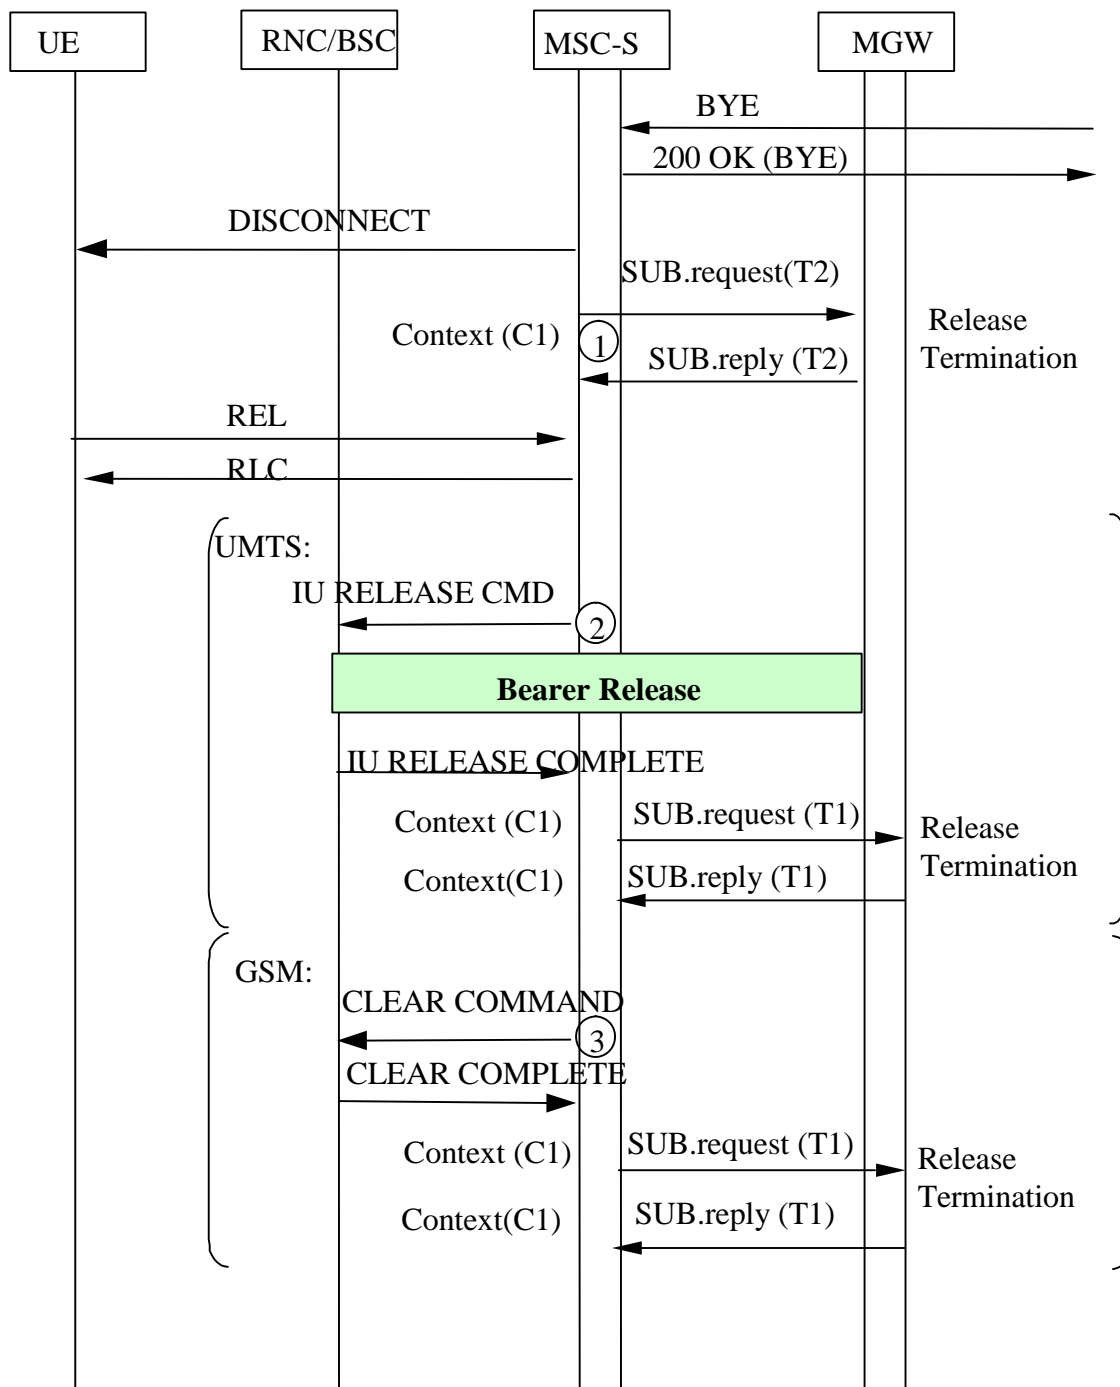 UE
RNC/BSC
MSC-S
MGW
BYE
200 OK (BYE)
DISCONNECT
SUB.request(T2)
Context (C1)
1
Release
Termination
SUB.reply (T2)
REL
RLC
UMTS:
IU RELEASE CMD
2
Bearer Release
IU RELEASE COMPLETE
Context (C1)
SUB.request (T1)
Release
Termination
Context(C1)
SUB.reply (T1)
GSM:
CLEAR COMMAND
3
CLEAR COMPLETE
Context (C1)
SUB.request (T1)
Release
Termination
Context(C1)
SUB.reply (T1)